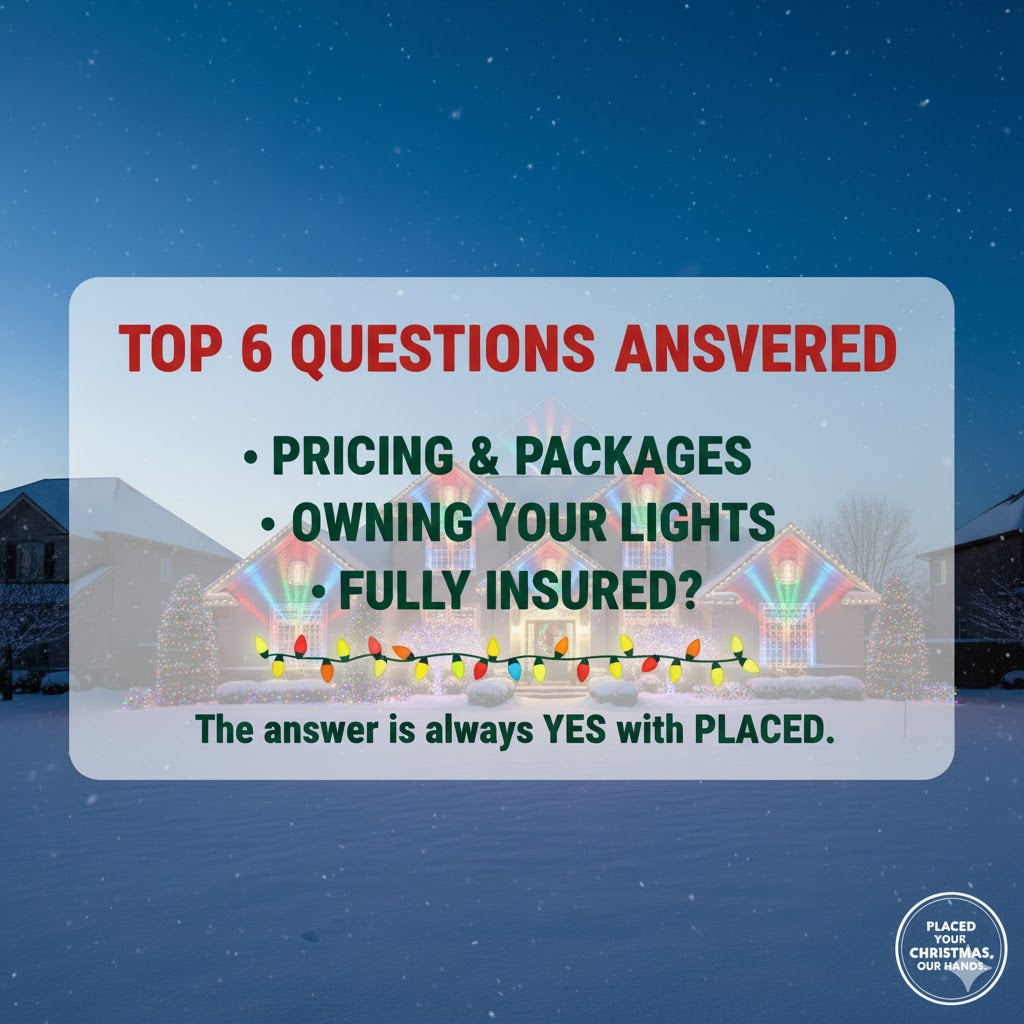 TOP 6 QUESTIONS ANSVERED
• PRICING & PACKAGES
• OWNING YOUR LIGHTS
• FULLY INSURED?
The answer is always YES with PLACED.
PLACED
YOUR
CHRISTMAS.
OUR HANDS.